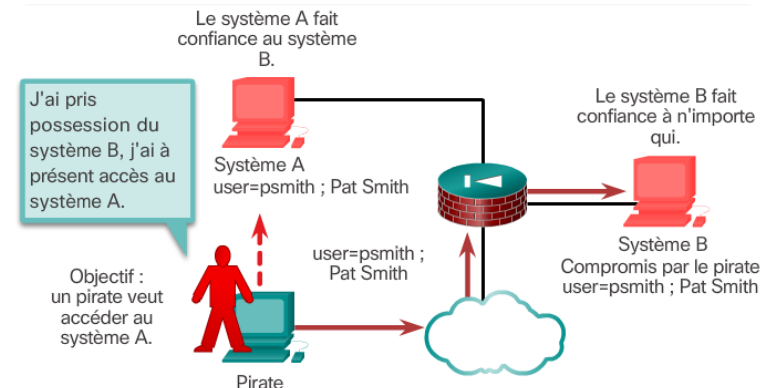 Le système A fait
confiance au système
B.
J'ai pris
possession du
système B, j'ai à
présent accès au
système A.
Le système B fait
confiance à n'importe
qui.
Système A
user=psmith ; Pat Smith
user=psmith ;
Pat Smith
Système B
Compromis par le pirate
user=psmith ; Pat Smith
Objectif :
un pirate veut
accéder au
système A.
Pirate